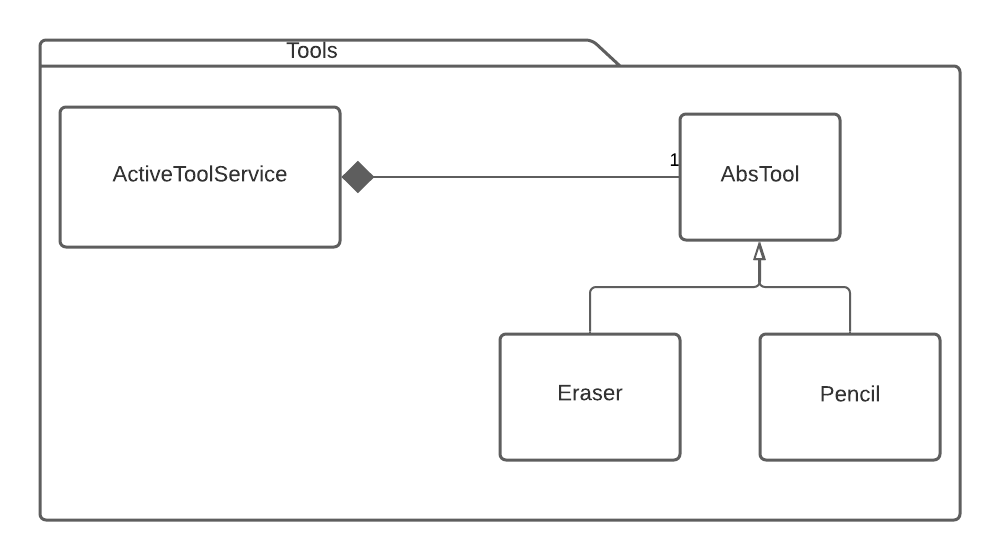 Tools
ActiveToolService
1
AbsTool
Eraser
Pencil